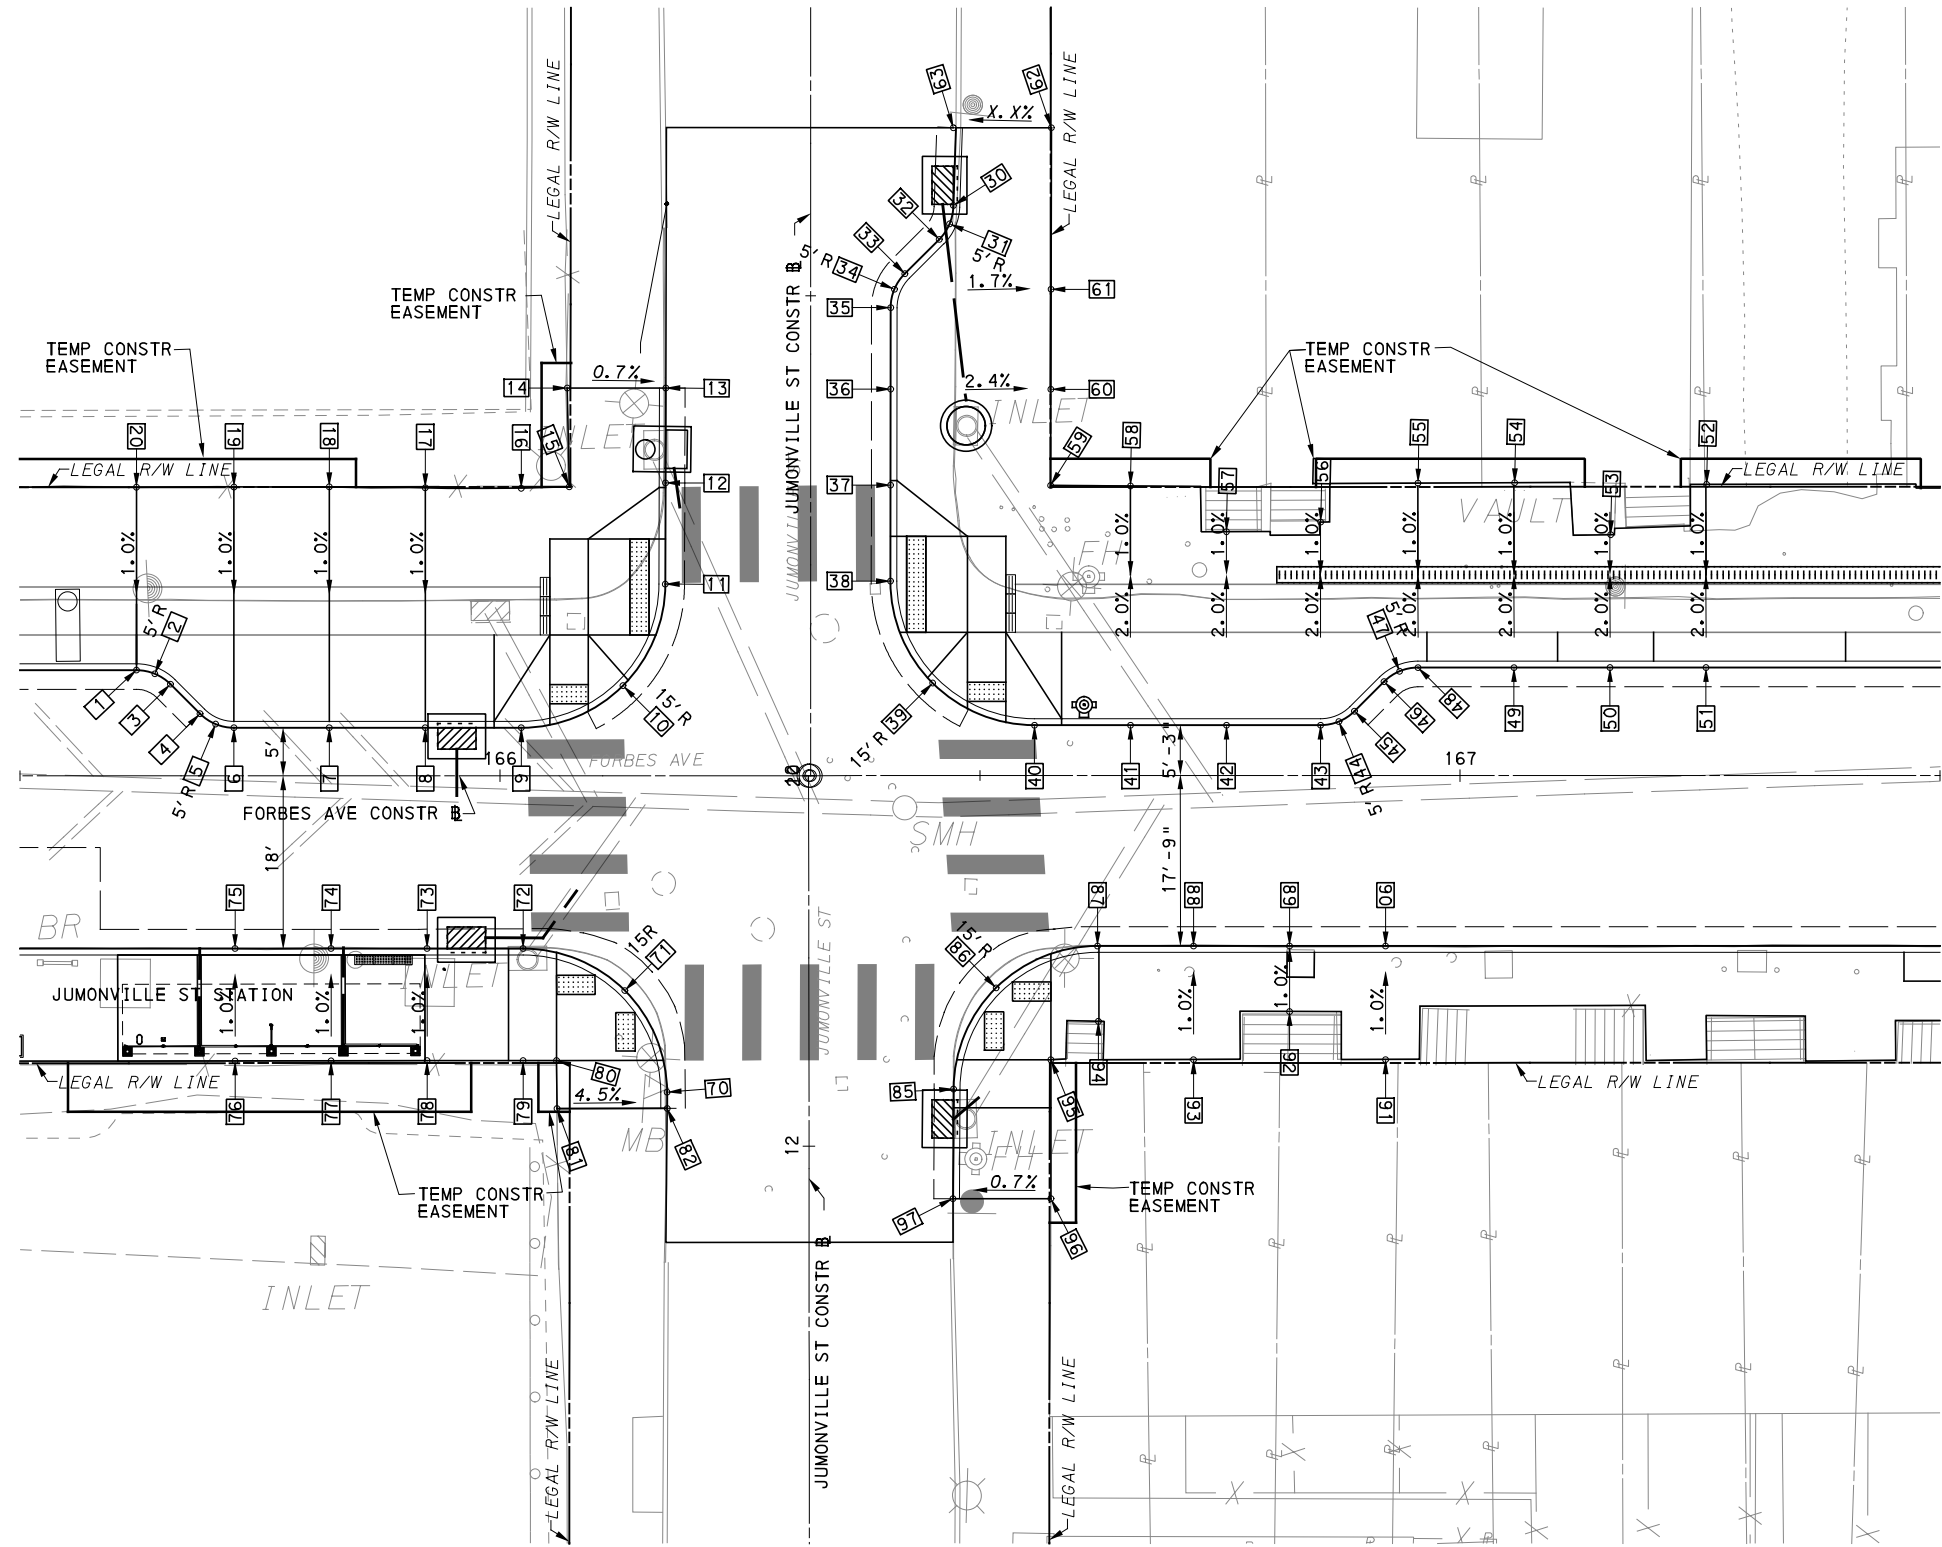 LEGAL R/W LINE
LEGAL R/W LINE
63
62
X.X%
30
32
31
5' R
33
5' R
34
1.7%
61
35
JUMONVILLE ST CONSTR B
TEMP CONSTR
EASEMENT
TEMP CONSTR
EASEMENT
TEMP CONSTR
EASEMENT
14
0.7%
13
36
2.4%
60
INLET
INLET
20
19
18
17
16
15
59
58
57
56
55
54
53
52
LEGAL R/W LINE
LEGAL R/W LINE
12
37
VAULT
1.0%
1.0%
1.0%
1.0%
1.0%
1.0%
1.0%
1.0%
1.0%
1.0%
1.0%
FH
11
38
2.0%
2.0%
2.0%
2.0%
2.0%
2.0%
2.0%
5' R
2
47
5' R
1
3
4
5' R
5
6
7
8
9
10
15' R
15' R
39
40
41
42
43
44
5' R
45
46
48
49
50
51
5'
5'-3"
166
FORBES AVE
20
167
FORBES AVE CONSTR B
SMH
18'
17'-9"
75
74
73
72
87
88
89
90
BR
15R
71
15' R
86
INLET
JUMONVILLE ST
JUMONVILLE ST STATION
1.0%
1.0%
1.0%
1.0%
1.0%
1.0%
LEGAL R/W LINE
LEGAL R/W LINE
76
77
78
79
80
4.5%
70
85
95
94
93
92
91
81
MB
82
12
INLET
FH
TEMP CONSTR
EASEMENT
0.7%
TEMP CONSTR
EASEMENT
97
96
INLET
JUMONVILLE ST CONSTR B
LEGAL R/W LINE
LEGAL R/W LINE